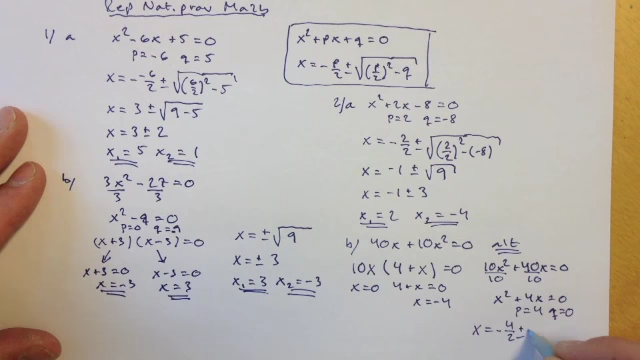 Rep Nat.prov Ma2b
1) a
x² - 6x + 5 = 0
p = -6 q = 5
x = - -6/2 ± √((6/2)² - 5)
x = 3 ± √(9-5)
x = 3 ± 2
x₁ = 5 x₂ = 1
b)
3x²/3 - 27/3 = 0
x² - 9 = 0
p=0 q=9
(x+3)(x-3) = 0
x+3=0 x-3=0
x=-3 x=3
x = ± √9
x = ± 3
x₁ = 3 x₂ = -3
x² + px + q = 0
x = - p/2 ± √((p/2)² - q)
2/a x² + 2x - 8 = 0
p=2 q=-8
x = - 2/2 ± √((2/2)² - (-8))
x = -1 ± √9
x = -1 ± 3
x₁ = 2 x₂ = -4
b) 40x + 10x² = 0
10x (4 + x) = 0
x = 0 4 + x = 0
x = -4
alt
10x²/10 + 40x/10 = 0
x² + 4x = 0
p=4 q=0
x = - 4/2 ±